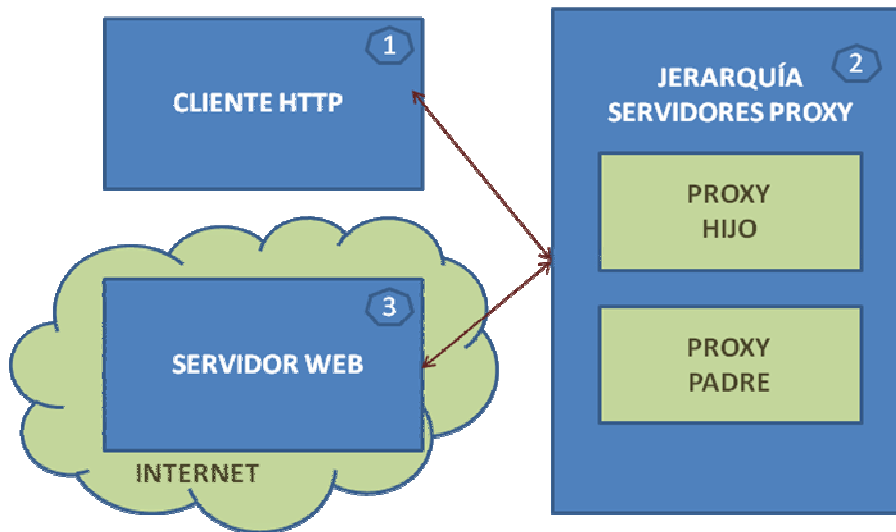 1
CLIENTE HTTP
2
JERARQUÍA
SERVIDORES PROXY
PROXY
HIJO
PROXY
PADRE
3
SERVIDOR WEB
INTERNET